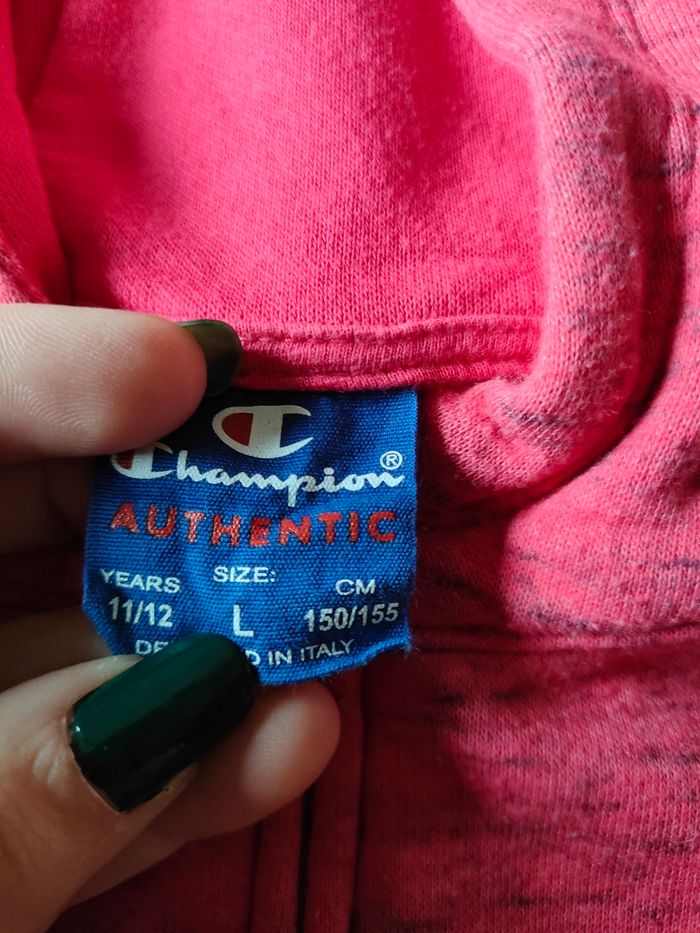 Champion®
AUTHENTIC
YEARS SIZE: CM
11/12 L 150/155
IN ITALY